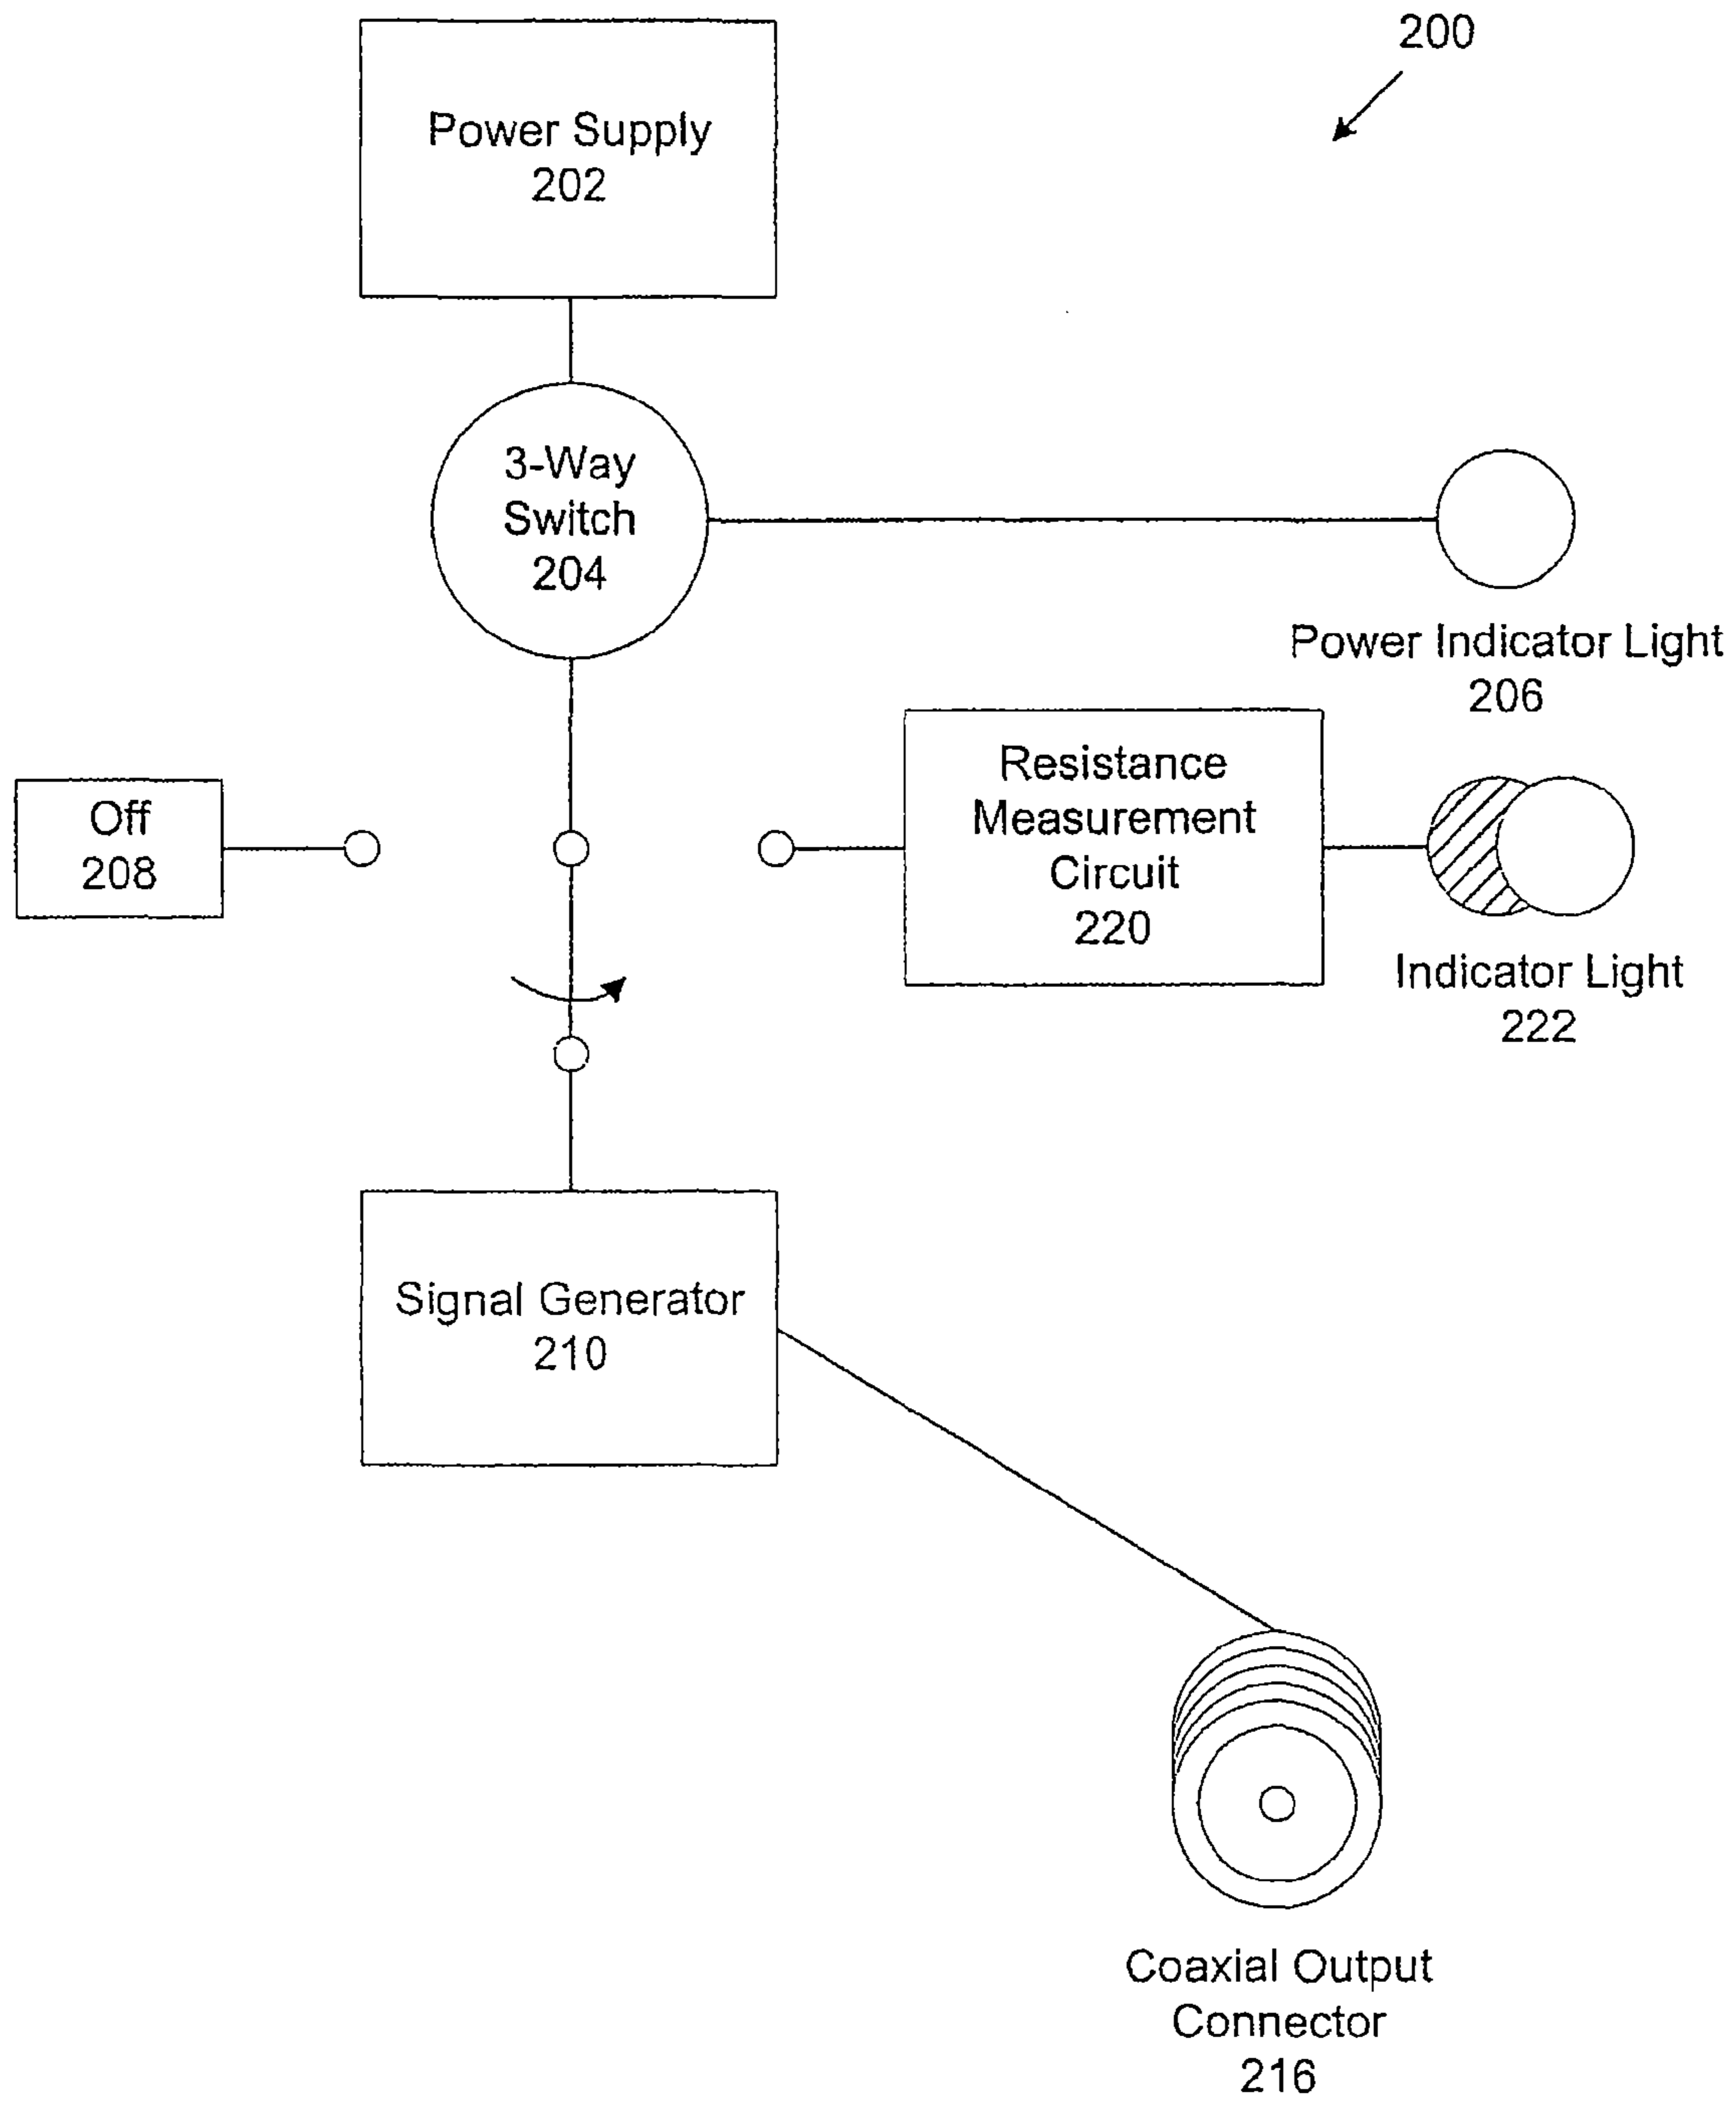 200
Power Supply
202
3-Way
Switch
204
Power Indicator Light
206
Off
208
Resistance
Measurement
Circuit
220
Indicator Light
222
Signal Generator
210
Coaxial Output
Connector
216